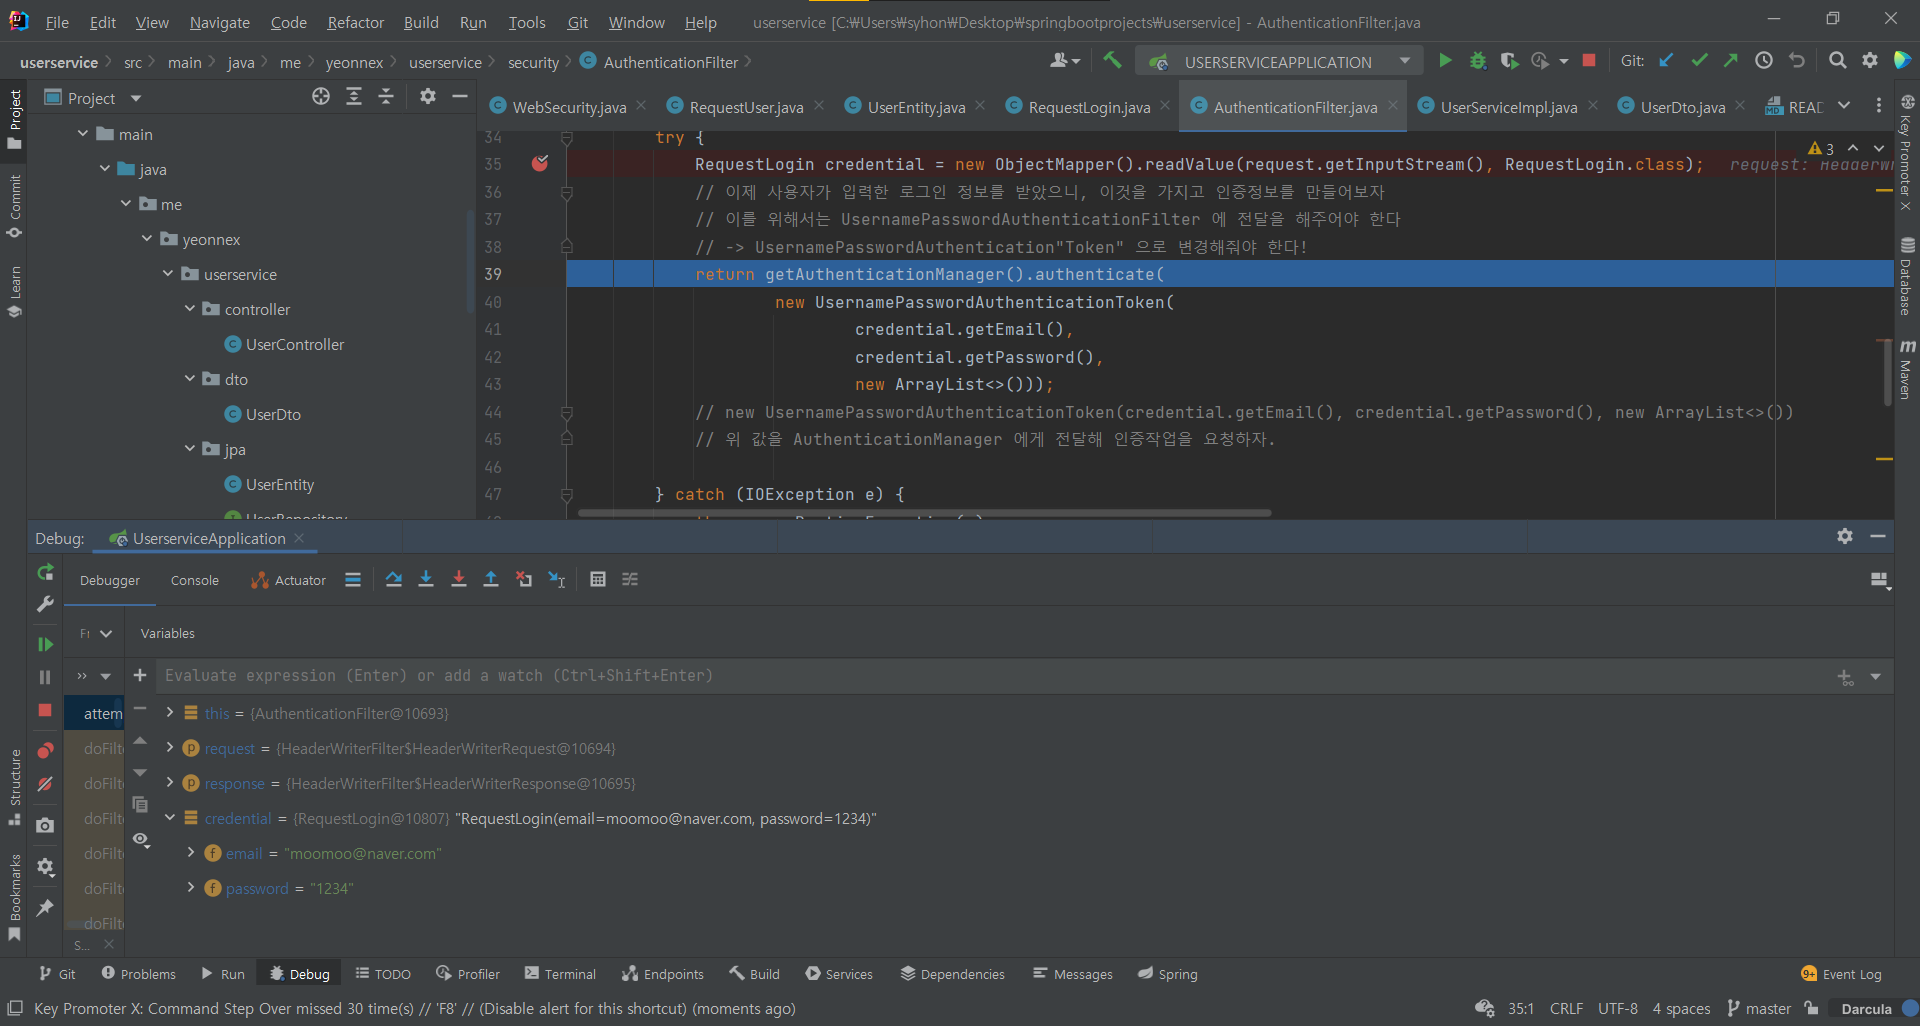 File Edit View Navigate Code Refactor Build Run Tools Git Window Help userservice [C:₩Users₩syhon₩Desktop₩springbootprojects₩userservice] - AuthenticationFilter.java
userservice src main java me yeonnex userservice security AuthenticationFilter USERSERVICEAPPLICATION Git:
Project
WebSecurity.java RequestUser.java UserEntity.java RequestLogin.java AuthenticationFilter.java UserServiceImpl.java UserDto.java READ
main
java
me
yeonnex
userservice
controller
UserController
dto
UserDto
jpa
UserEntity
UserRepository
34 try {
35 RequestLogin credential = new ObjectMapper().readValue(request.getInputStream(), RequestLogin.class); request: HeaderWr
36 // 이제 사용자가 입력한 로그인 정보를 받았으니, 이것을 가지고 인증정보를 만들어보자
37 // 이를 위해서는 UsernamePasswordAuthenticationFilter 에 전달을 해주어야 한다
38 // -> UsernamePasswordAuthentication"Token" 으로 변경해줘야 한다!
39 return getAuthenticationManager().authenticate(
40 new UsernamePasswordAuthenticationToken(
41 credential.getEmail(),
42 credential.getPassword(),
43 new ArrayList<>()));
44 // new UsernamePasswordAuthenticationToken(credential.getEmail(), credential.getPassword(), new ArrayList<>())
45 // 위 값을 AuthenticationManager 에게 전달해 인증작업을 요청하자.
46
47 } catch (IOException e) {
3
Project
Commit
Learn
Structure
Bookmarks
Key Promoter X
Database
m Maven
Debug: UserserviceApplication
Debugger Console Actuator
Fr Variables
Evaluate expression (Enter) or add a watch (Ctrl+Shift+Enter)
attem
doFilt
doFilt
doFilt
doFilt
doFilt
doFilt
S...
this = {AuthenticationFilter@10693}
request = {HeaderWriterFilter$HeaderWriterRequest@10694}
response = {HeaderWriterFilter$HeaderWriterResponse@10695}
credential = {RequestLogin@10807} "RequestLogin(email=moomoo@naver.com, password=1234)"
email = "moomoo@naver.com"
password = "1234"
Git Problems Run Debug TODO Profiler Terminal Endpoints Build Services Dependencies Messages Spring 9+ Event Log
Key Promoter X: Command Step Over missed 30 time(s) // 'F8' // (Disable alert for this shortcut) (moments ago) 35:1 CRLF UTF-8 4 spaces master Darcula